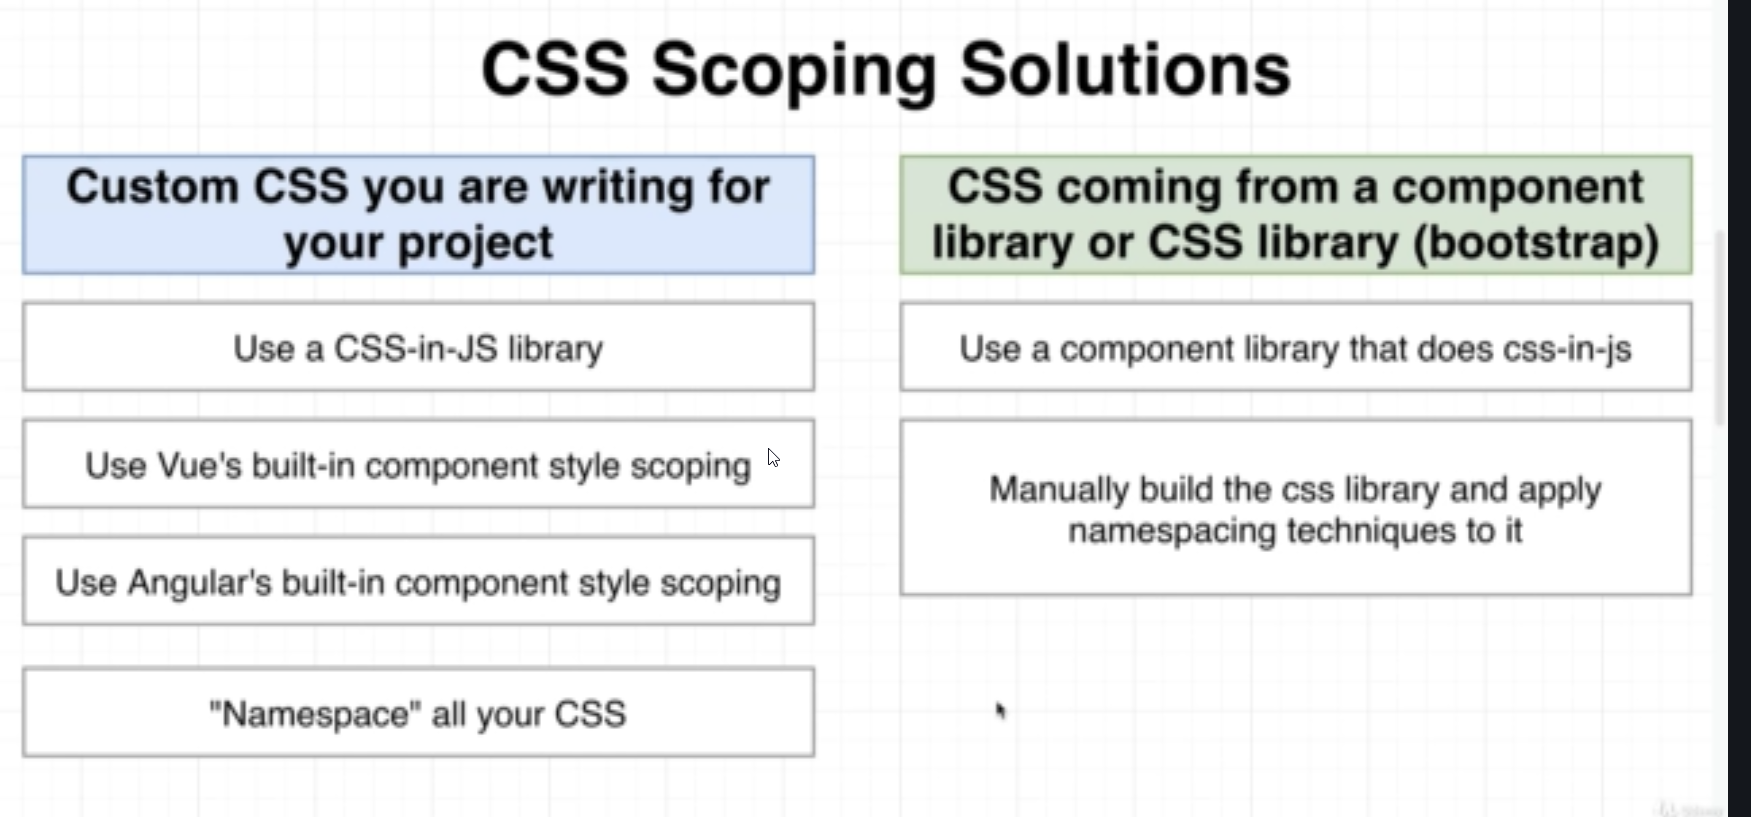 CSS Scoping Solutions
Custom CSS you are writing for
your project
Use a CSS-in-JS library
Use Vue's built-in component style scoping
Use Angular's built-in component style scoping
"Namespace" all your CSS
CSS coming from a component
library or CSS library (bootstrap)
Use a component library that does css-in-js
Manually build the css library and apply
namespacing techniques to it